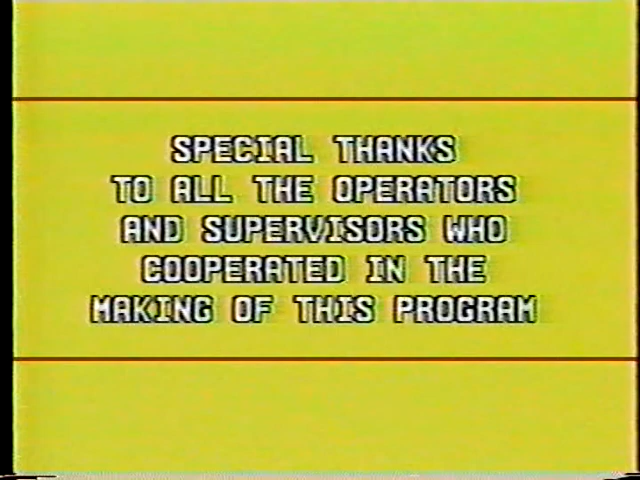 SPECIAL THANKS
TO ALL THE OPERATORS
AND SUPERVISORS WHO
COOPERATED IN THE
MAKING OF THIS PROGRAM